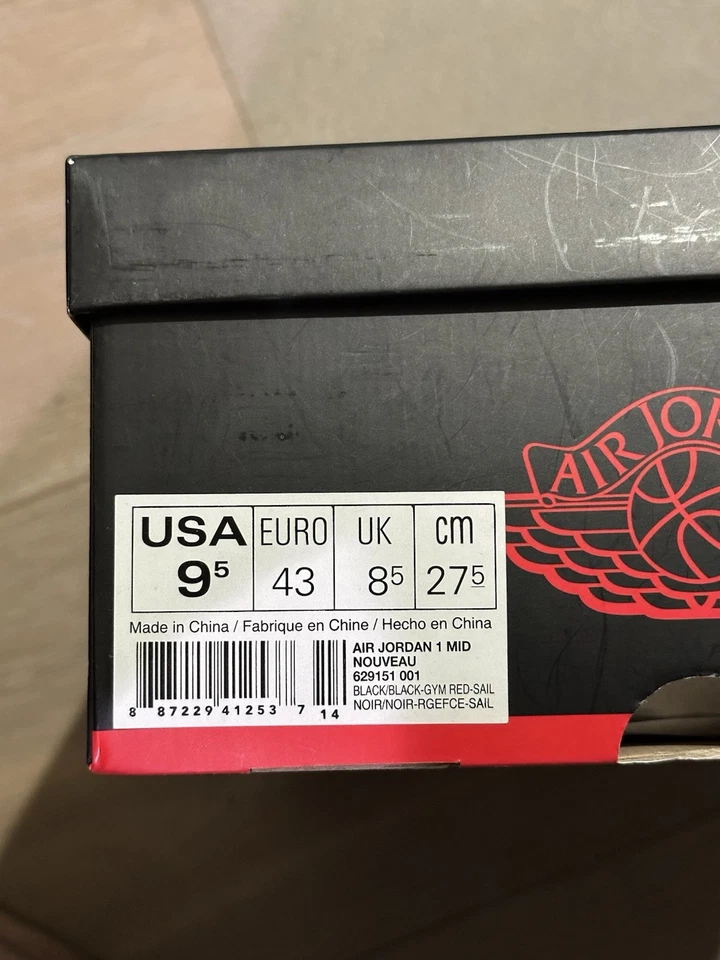 AIR JOR
USA EURO UK cm
9⁵ 43 8⁵ 27⁵
Made in China / Fabrique en Chine / Hecho en China
AIR JORDAN 1 MID
NOUVEAU
629151 001
BLACK/BLACK-GYM RED-SAIL
NOIR/NOIR-RGEFCE-SAIL
8 87229 41253 7 14